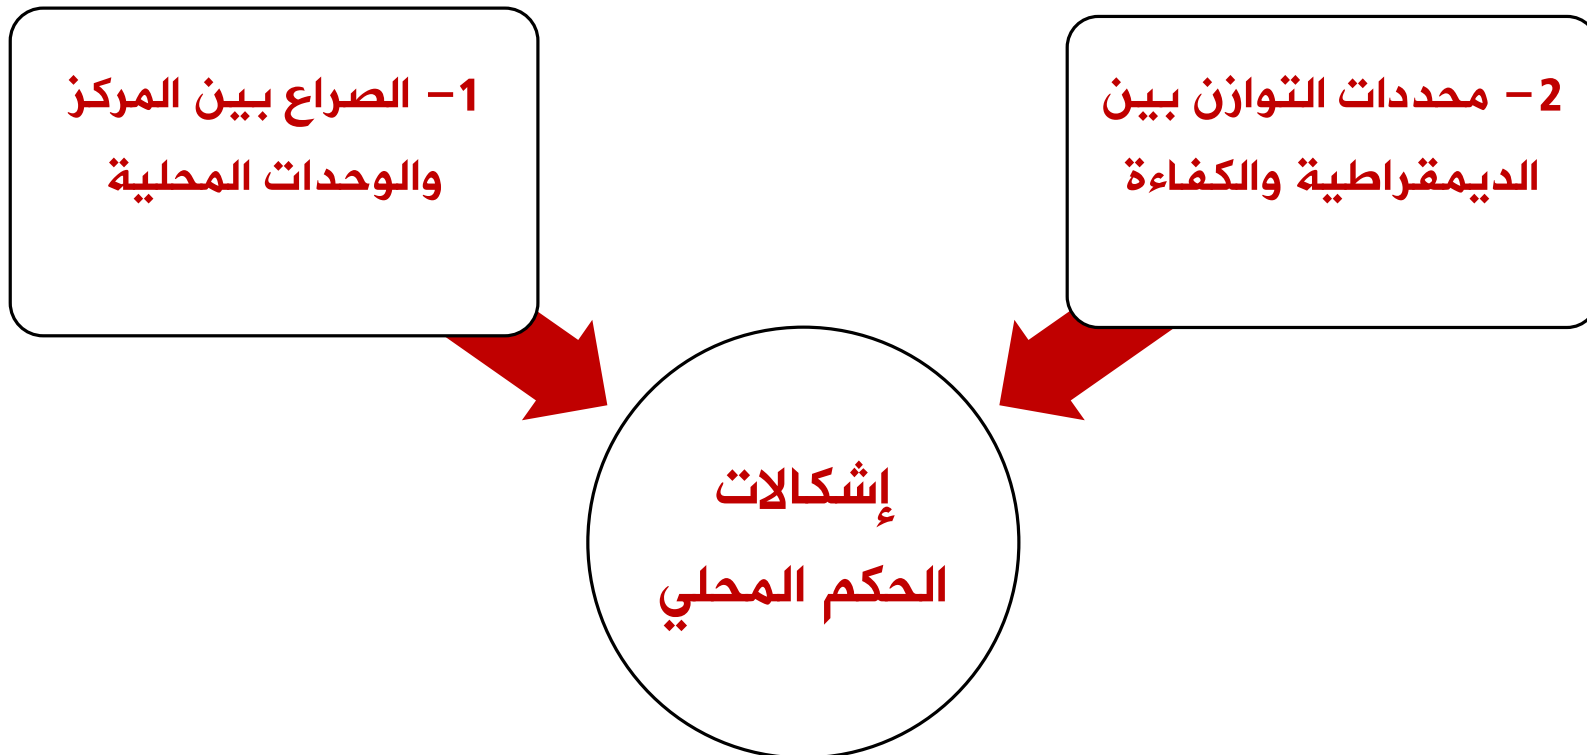 1– الصراع بين المركز
والوحدات المحلية
2– محددات التوازن بين
الديمقراطية والكفاءة
إشكالات
الحكم المحلي